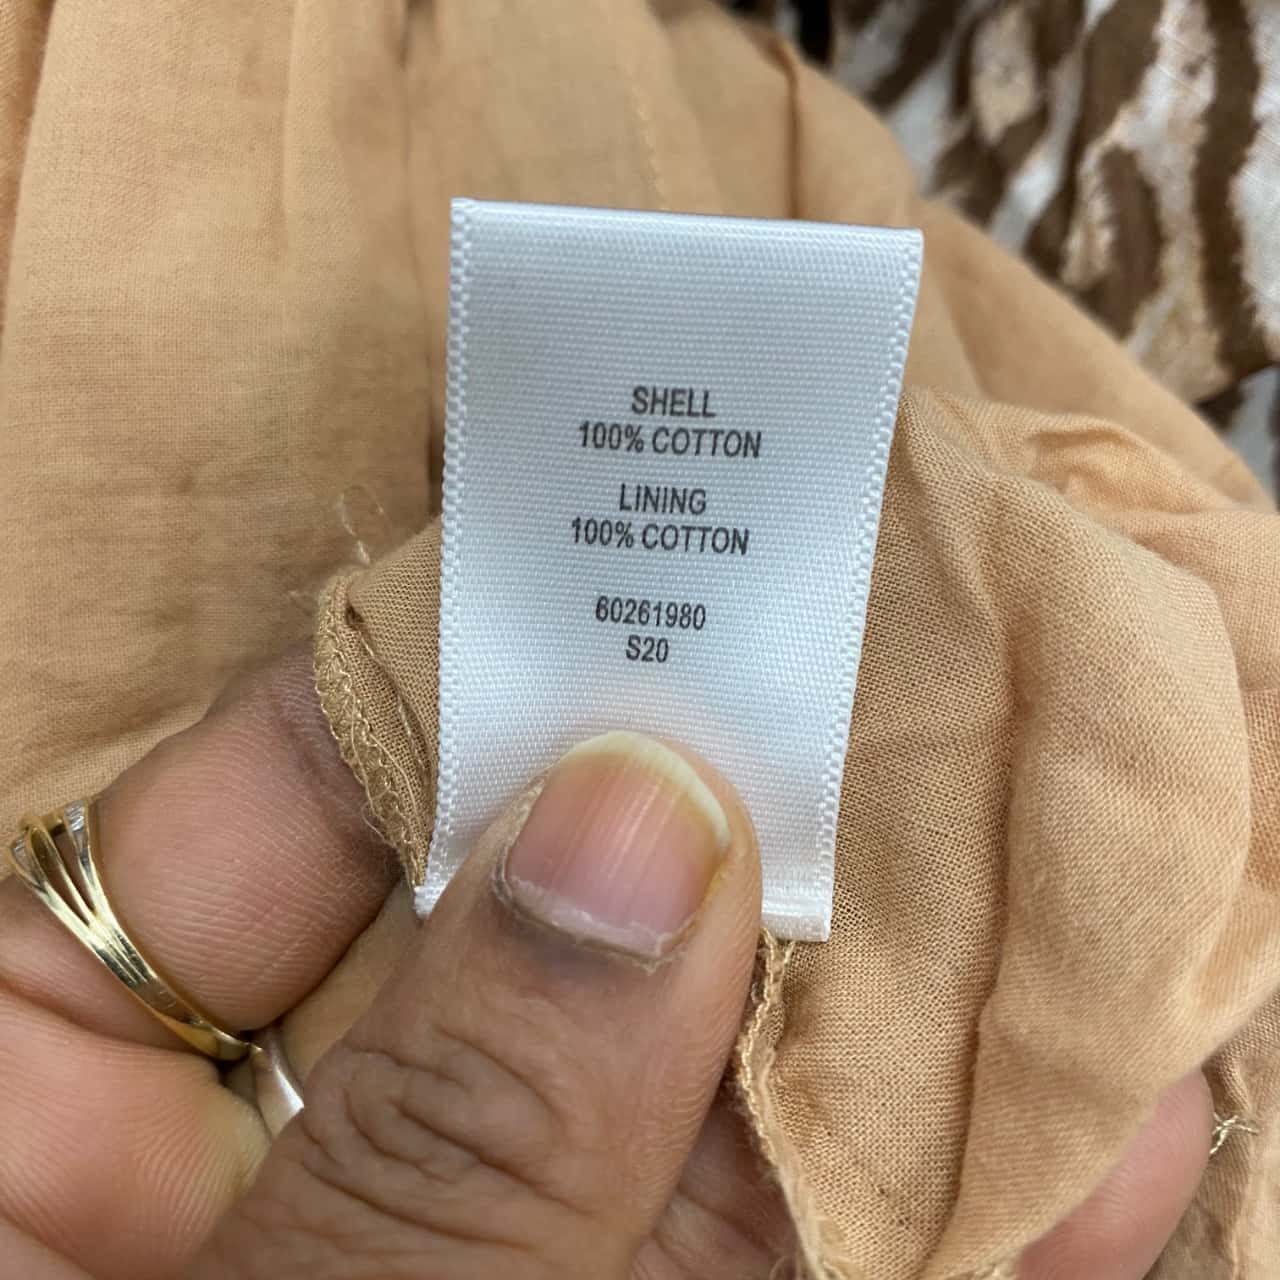 SHELL
100% COTTON
LINING
100% COTTON
60261980
S20